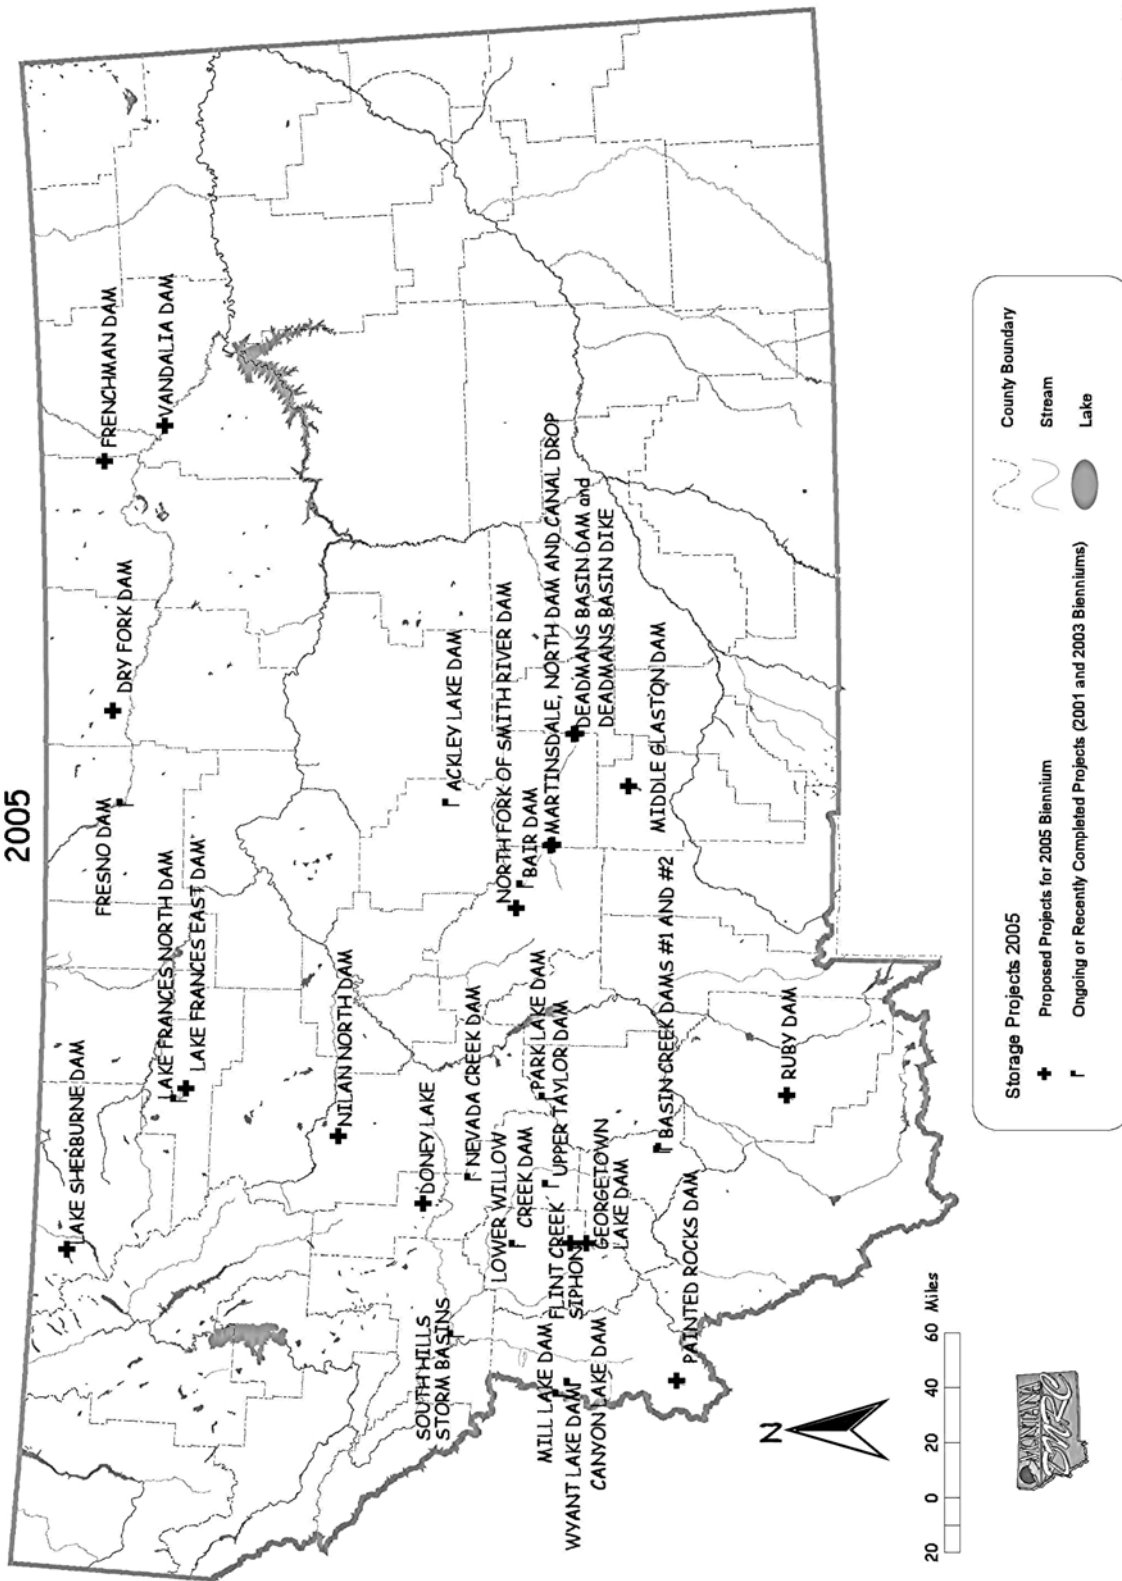 2005
FRENCHMAN DAM
VANDALIA DAM
DRY FORK DAM
FRESNO DAM
LAKE FRANCES NORTH DAM
LAKE FRANCES EAST DAM
LAKE SHERBURNE DAM
NILAN NORTH DAM
ACKLEY LAKE DAM
NORTH FORK OF SMITH RIVER DAM
BAIR DAM
MARTINSDALE, NORTH DAM AND CANAL DROP
DEADMANS BASIN DAM and
DEADMANS BASIN DIKE
MIDDLE GLASTON DAM
DONEY LAKE
NEVADA CREEK DAM
PARK LAKE DAM
UPPER TAYLOR DAM
LOWER WILLOW
CREEK DAM
FLINT CREEK
SIPHON
GEORGETOWN
LAKE DAM
BASIN CREEK DAMS #1 AND #2
RUBY DAM
SOUTH HILLS
STORM BASINS
MILL LAKE DAM
WYANT LAKE DAM
CANYON LAKE DAM
PAINTED ROCKS DAM
N
20 0 20 40 60 Miles
MONTANA
DNRC
Storage Projects 2005
Proposed Projects for 2005 Biennium
Ongoing or Recently Completed Projects (2001 and 2003 Bienniums)
County Boundary
Stream
Lake